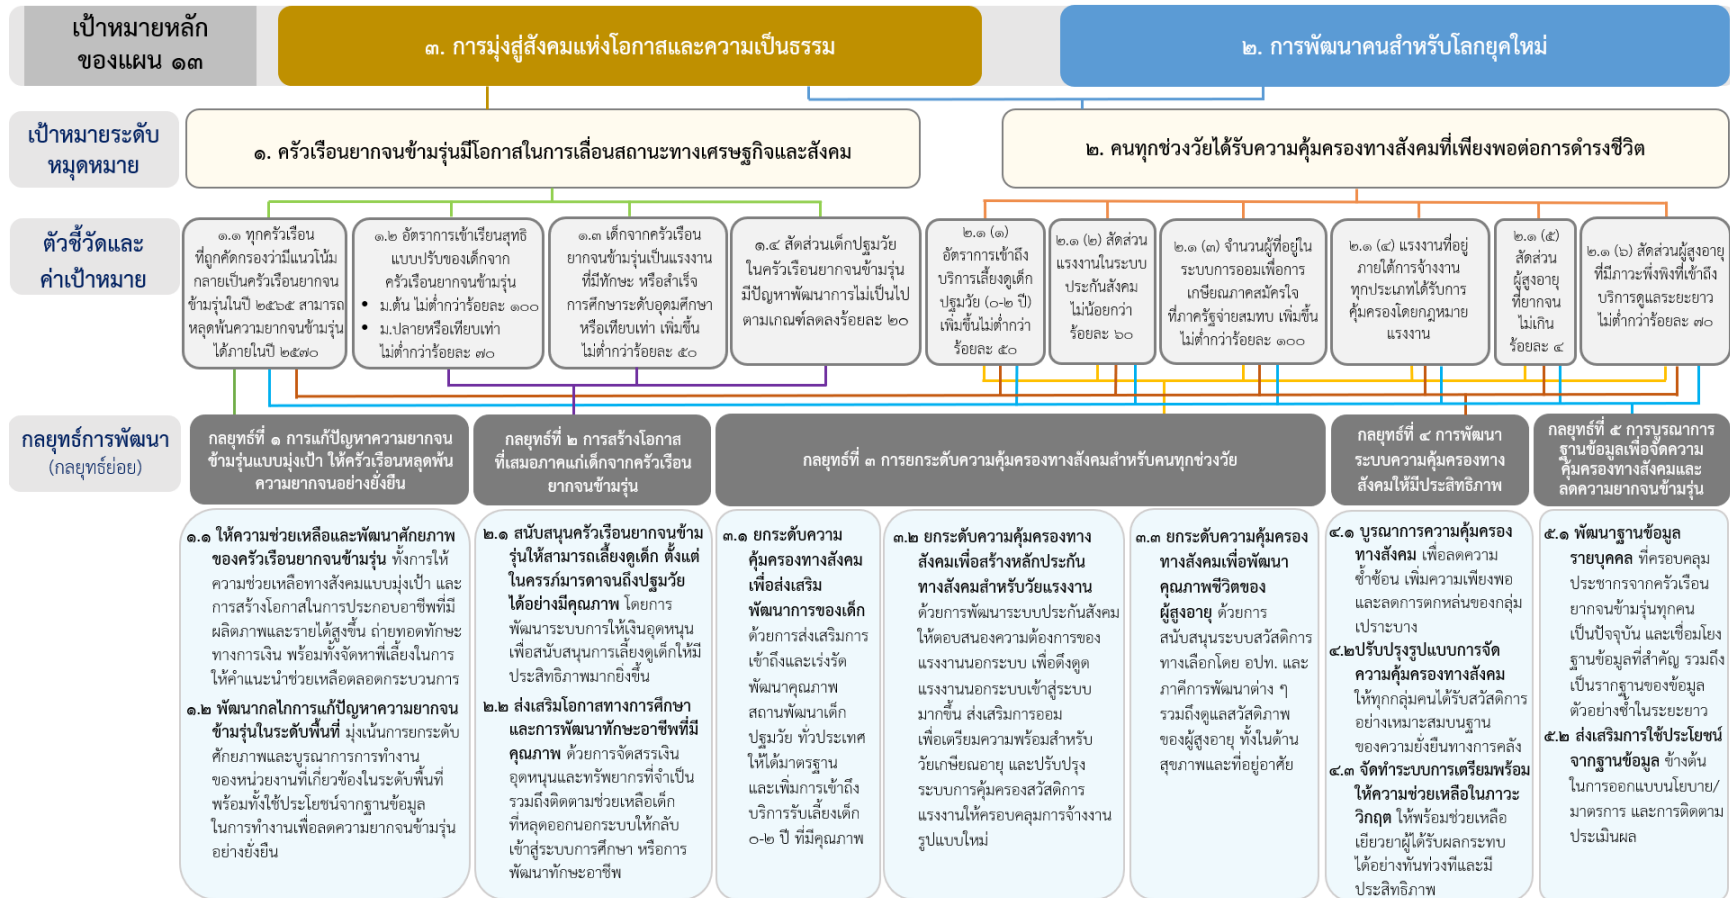 เป้าหมายหลัก
ของแผน ๑๓
๓. การมุ่งสู่สังคมแห่งโอกาสและความเป็นธรรม
๒. การพัฒนาคนสำหรับโลกยุคใหม่
เป้าหมายระดับ
หมุดหมาย
๑. ครัวเรือนยากจนข้ามรุ่นมีโอกาสในการเลื่อนสถานะทางเศรษฐกิจและสังคม
๒. คนทุกช่วงวัยได้รับความคุ้มครองทางสังคมที่เพียงพอต่อการดำรงชีวิต
ตัวชี้วัดและ
ค่าเป้าหมาย
๑.๑ ทุกครัวเรือน
ที่ถูกคัดกรองว่ามีแนวโน้ม
กลายเป็นครัวเรือนยากจน
ข้ามรุ่นในปี ๒๕๖๕ สามารถ
หลุดพ้นความยากจนข้ามรุ่น
ได้ภายในปี ๒๕๗๐
๑.๒ อัตราการเข้าเรียนสุทธิ
แบบปรับของเด็กจาก
ครัวเรือนยากจนข้ามรุ่น
• ม.ต้น ไม่ต่ำกว่าร้อยละ ๑๐๐
• ม.ปลายหรือเทียบเท่า
ไม่ต่ำกว่าร้อยละ ๗๐
๑.๓ เด็กจากครัวเรือน
ยากจนข้ามรุ่นเป็นแรงงาน
ที่มีทักษะ หรือสำเร็จ
การศึกษาระดับอุดมศึกษา
หรือเทียบเท่า เพิ่มขึ้น
ไม่ต่ำกว่าร้อยละ ๕๐
๑.๔ สัดส่วนเด็กปฐมวัย
ในครัวเรือนยากจนข้ามรุ่น
มีปัญหาพัฒนาการไม่เป็นไป
ตามเกณฑ์ลดลงร้อยละ ๒๐
๒.๑ (๑)
อัตราการเข้าถึง
บริการเลี้ยงดูเด็ก
ปฐมวัย (๐-๒ ปี)
เพิ่มขึ้นไม่ต่ำกว่า
ร้อยละ ๕๐
๒.๑ (๒) สัดส่วน
แรงงานในระบบ
ประกันสังคม
ไม่น้อยกว่า
ร้อยละ ๖๐
๒.๑ (๓) จำนวนผู้ที่อยู่ใน
ระบบการออมเพื่อการ
เกษียณภาคสมัครใจ
ที่ภาครัฐจ่ายสมทบ เพิ่มขึ้น
ไม่ต่ำกว่าร้อยละ ๑๐๐
๒.๑ (๔) แรงงานที่อยู่
ภายใต้การจ้างงาน
ทุกประเภทได้รับการ
คุ้มครองโดยกฎหมาย
แรงงาน
๒.๑ (๕)
สัดส่วน
ผู้สูงอายุ
ที่ยากจน
ไม่เกิน
ร้อยละ ๔
๒.๑ (๖) สัดส่วนผู้สูงอายุ
ที่มีภาวะพึ่งพิงที่เข้าถึง
บริการดูแลระยะยาว
ไม่ต่ำกว่าร้อยละ ๗๐
กลยุทธ์การพัฒนา
(กลยุทธ์ย่อย)
กลยุทธ์ที่ ๑ การแก้ปัญหาความยากจน
ข้ามรุ่นแบบมุ่งเป้า ให้ครัวเรือนหลุดพ้น
ความยากจนอย่างยั่งยืน
กลยุทธ์ที่ ๒ การสร้างโอกาส
ที่เสมอภาคแก่เด็กจากครัวเรือน
ยากจนข้ามรุ่น
กลยุทธ์ที่ ๓ การยกระดับความคุ้มครองทางสังคมสำหรับคนทุกช่วงวัย
กลยุทธ์ที่ ๔ การพัฒนา
ระบบความคุ้มครองทาง
สังคมให้มีประสิทธิภาพ
กลยุทธ์ที่ ๕ การบูรณาการ
ฐานข้อมูลเพื่อจัดความ
คุ้มครองทางสังคมและ
ลดความยากจนข้ามรุ่น
๑.๑ ให้ความช่วยเหลือและพัฒนาศักยภาพ
ของครัวเรือนยากจนข้ามรุ่น ทั้งการให้
ความช่วยเหลือทางสังคมแบบมุ่งเป้า และ
การสร้างโอกาสในการประกอบอาชีพที่มี
ผลิตภาพและรายได้สูงขึ้น ถ่ายทอดทักษะ
ทางการเงิน พร้อมทั้งจัดหาพี่เลี้ยงในการ
ให้คำแนะนำช่วยเหลือตลอดกระบวนการ
๑.๒ พัฒนากลไกการแก้ปัญหาความยากจน
ข้ามรุ่นในระดับพื้นที่ มุ่งเน้นการยกระดับ
ศักยภาพและบูรณาการการทำงาน
ของหน่วยงานที่เกี่ยวข้องในระดับพื้นที่
พร้อมทั้งใช้ประโยชน์จากฐานข้อมูล
ในการทำงานเพื่อลดความยากจนข้ามรุ่น
อย่างยั่งยืน
๒.๑ สนับสนุนครัวเรือนยากจนข้าม
รุ่นให้สามารถเลี้ยงดูเด็ก ตั้งแต่
ในครรภ์มารดาจนถึงปฐมวัย
ได้อย่างมีคุณภาพ โดยการ
พัฒนาระบบการให้เงินอุดหนุน
เพื่อสนับสนุนการเลี้ยงดูเด็กให้มี
ประสิทธิภาพมากยิ่งขึ้น
๒.๒ ส่งเสริมโอกาสทางการศึกษา
และการพัฒนาทักษะอาชีพที่มี
คุณภาพ ด้วยการจัดสรรเงิน
อุดหนุนและทรัพยากรที่จำเป็น
รวมถึงติดตามช่วยเหลือเด็ก
ที่หลุดออกนอกระบบให้กลับ
เข้าสู่ระบบการศึกษา หรือการ
พัฒนาทักษะอาชีพ
๓.๑ ยกระดับความ
คุ้มครองทางสังคม
เพื่อส่งเสริม
พัฒนาการของเด็ก
ด้วยการส่งเสริมการ
เข้าถึงและเร่งรัด
พัฒนาคุณภาพ
สถานพัฒนาเด็ก
ปฐมวัย ทั่วประเทศ
ให้ได้มาตรฐาน
และเพิ่มการเข้าถึง
บริการรับเลี้ยงเด็ก
๐-๒ ปี ที่มีคุณภาพ
๓.๒ ยกระดับความคุ้มครองทาง
สังคมเพื่อสร้างหลักประกัน
ทางสังคมสำหรับวัยแรงงาน
ด้วยการพัฒนาระบบประกันสังคม
ให้ตอบสนองความต้องการของ
แรงงานนอกระบบ เพื่อดึงดูด
แรงงานนอกระบบเข้าสู่ระบบ
มากขึ้น ส่งเสริมการออม
เพื่อเตรียมความพร้อมสำหรับ
วัยเกษียณอายุ และปรับปรุง
ระบบการคุ้มครองสวัสดิการ
แรงงานให้ครอบคลุมการจ้างงาน
รูปแบบใหม่
๓.๓ ยกระดับความคุ้มครอง
ทางสังคมเพื่อพัฒนา
คุณภาพชีวิตของ
ผู้สูงอายุ ด้วยการ
สนับสนุนระบบสวัสดิการ
ทางเลือกโดย อปท. และ
ภาคีการพัฒนาต่าง ๆ
รวมถึงดูแลสวัสดิภาพ
ของผู้สูงอายุ ทั้งในด้าน
สุขภาพและที่อยู่อาศัย
๔.๑ บูรณาการความคุ้มครอง
ทางสังคม เพื่อลดความ
ซ้ำซ้อน เพิ่มความเพียงพอ
และลดการตกหล่นของกลุ่ม
เปราะบาง
๔.๒ปรับปรุงรูปแบบการจัด
ความคุ้มครองทางสังคม
ให้ทุกกลุ่มคนได้รับสวัสดิการ
อย่างเหมาะสมบนฐาน
ของความยั่งยืนทางการคลัง
๔.๓ จัดทำระบบการเตรียมพร้อม
ให้ความช่วยเหลือในภาวะ
วิกฤต ให้พร้อมช่วยเหลือ
เยียวยาผู้ได้รับผลกระทบ
ได้อย่างทันท่วงทีและมี
ประสิทธิภาพ
๕.๑ พัฒนาฐานข้อมูล
รายบุคคล ที่ครอบคลุม
ประชากรจากครัวเรือน
ยากจนข้ามรุ่นทุกคน
เป็นปัจจุบัน และเชื่อมโยง
ฐานข้อมูลที่สำคัญ รวมถึง
เป็นรากฐานของข้อมูล
ตัวอย่างซ้ำในระยะยาว
๕.๒ ส่งเสริมการใช้ประโยชน์
จากฐานข้อมูล ข้างต้น
ในการออกแบบนโยบาย/
มาตรการ และการติดตาม
ประเมินผล